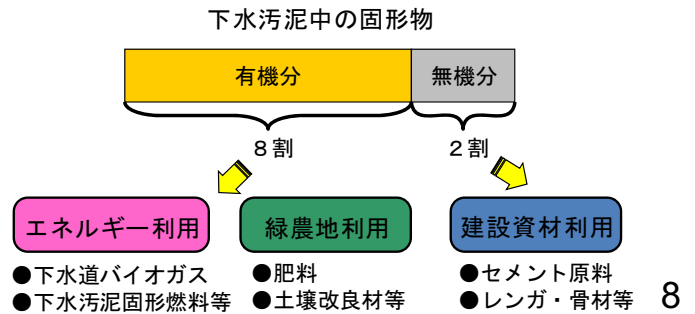 下水汚泥中の固形物
有機分 無機分
8割 2割
エネルギー利用 緑農地利用 建設資材利用
●下水道バイオガス ●肥料 ●セメント原料
●下水汚泥固形燃料等 ●土壌改良材等 ●レンガ・骨材等 8